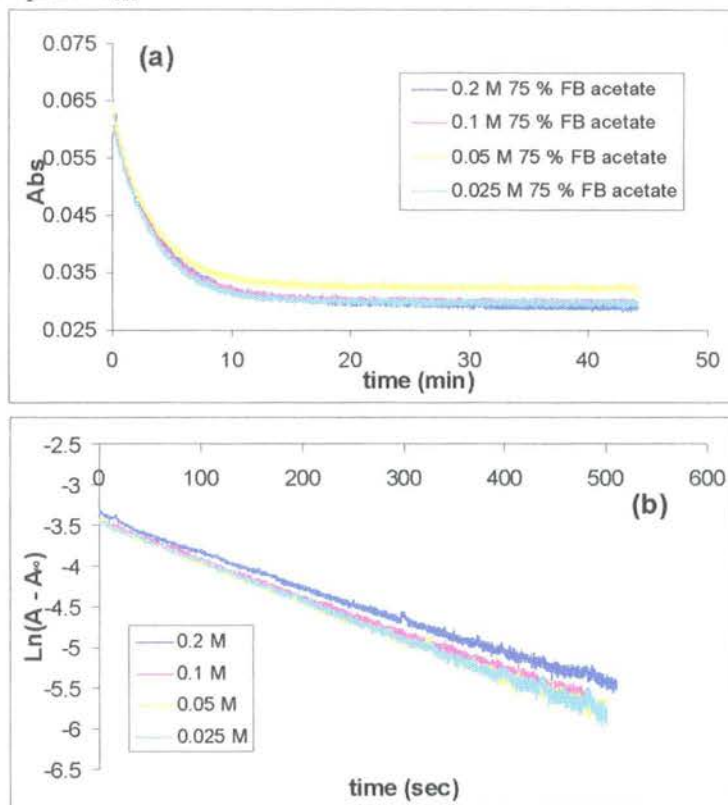 0.075
(a)
0.065
0.2 M 75 % FB acetate
0.1 M 75 % FB acetate
0.055
0.05 M 75 % FB acetate
Abs
0.045
0.025 M 75 % FB acetate
0.035
0.025
0 10 20 30 40 50
time (min)
-2.5
0 100 200 300 400 500 600
-3
(b)
-3.5
-4
Ln(A - A∞)
-4.5
0.2 M
-5
0.1 M
-5.5
0.05 M
-6
0.025 M
-6.5
time (sec)